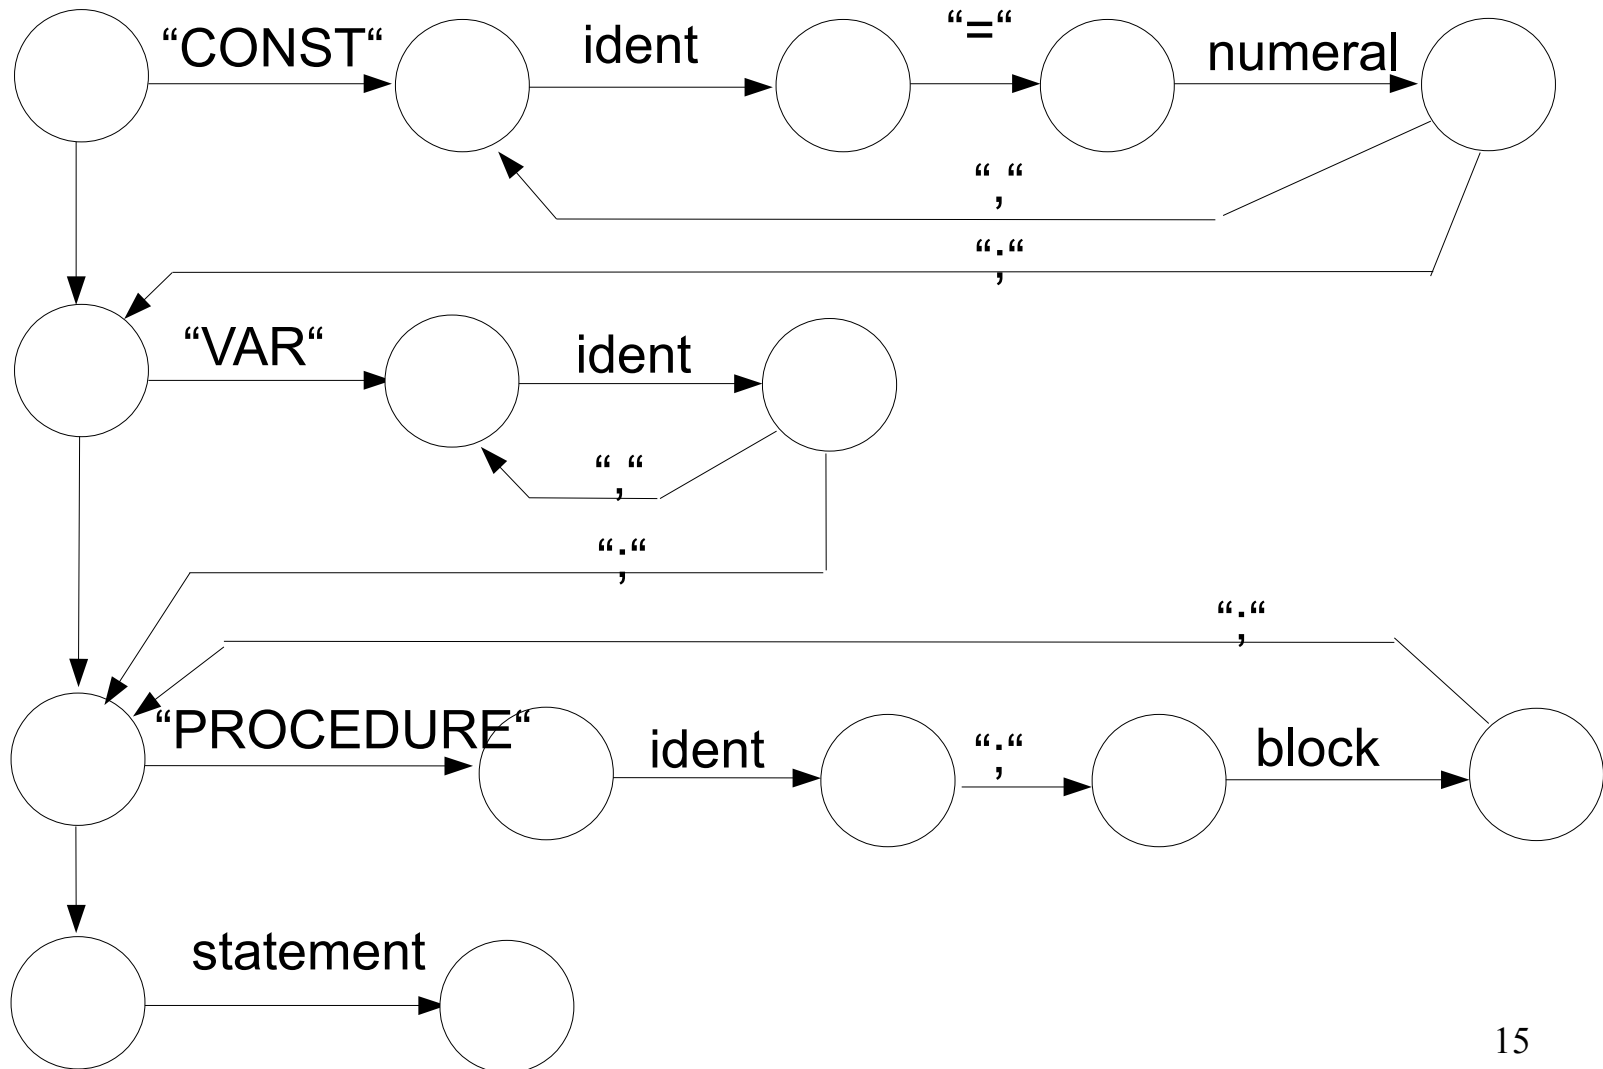 “CONST“
ident
“=“
numeral
“,“
“;“
“VAR“
ident
“,“
“;“
“;“
“PROCEDURE“
ident
“;“
block
statement
15